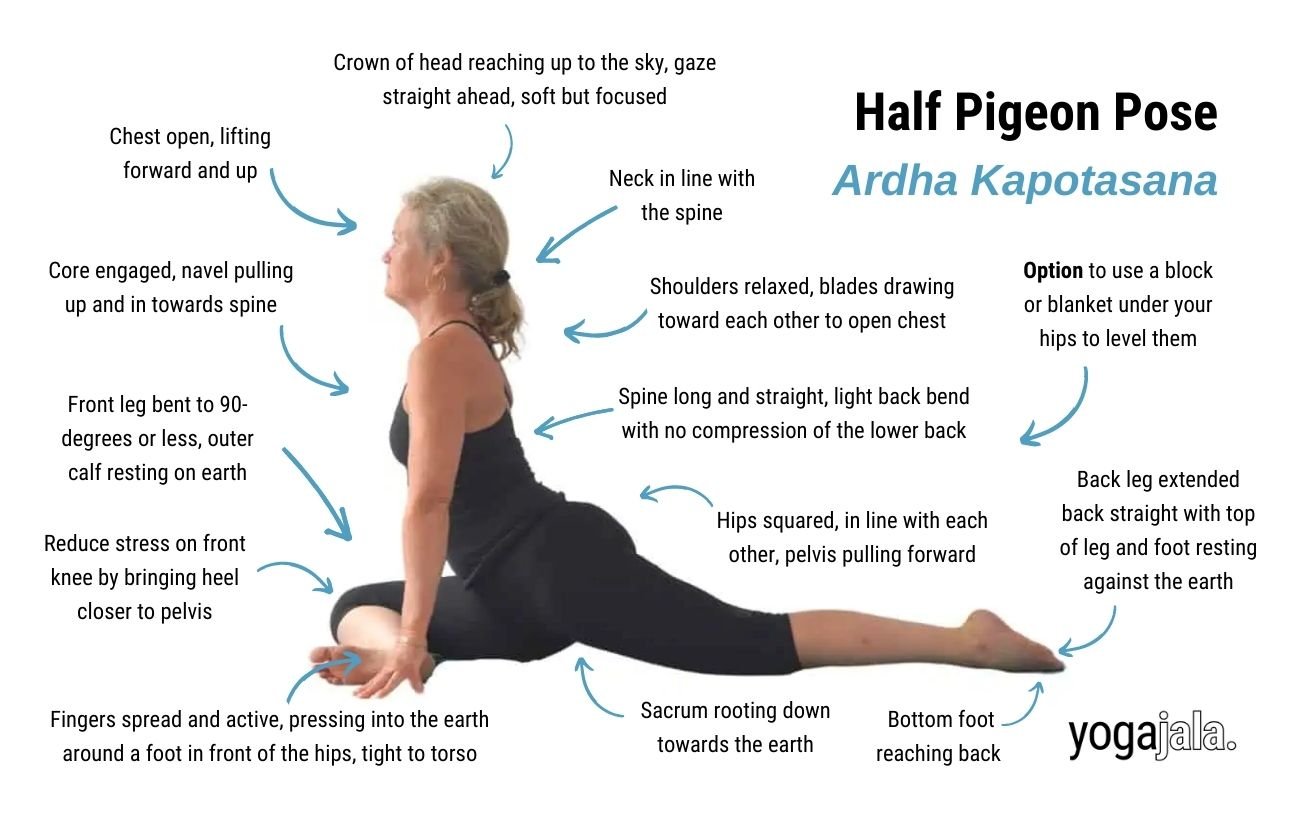 Crown of head reaching up to the sky, gaze
straight ahead, soft but focused
Half Pigeon Pose
Ardha Kapotasana
Chest open, lifting
forward and up
Neck in line with
the spine
Core engaged, navel pulling
up and in towards spine
Shoulders relaxed, blades drawing
toward each other to open chest
Option to use a block
or blanket under your
hips to level them
Front leg bent to 90-
degrees or less, outer
calf resting on earth
Spine long and straight, light back bend
with no compression of the lower back
Back leg extended
back straight with top
of leg and foot resting
against the earth
Hips squared, in line with each
other, pelvis pulling forward
Reduce stress on front
knee by bringing heel
closer to pelvis
Fingers spread and active, pressing into the earth
around a foot in front of the hips, tight to torso
Sacrum rooting down
towards the earth
Bottom foot
reaching back
yogajala.